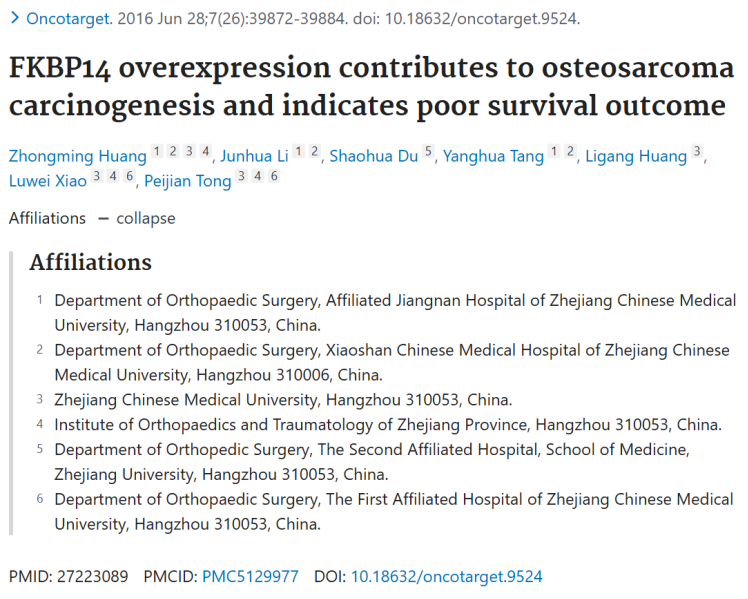 > Oncotarget. 2016 Jun 28;7(26):39872-39884. doi: 10.18632/oncotarget.9524.
FKBP14 overexpression contributes to osteosarcoma
carcinogenesis and indicates poor survival outcome
Zhongming Huang 1 2 3 4, Junhua Li 1 2, Shaohua Du 5, Yanghua Tang 1 2, Ligang Huang 3,
Luwei Xiao 3 4 6, Peijian Tong 3 4 6
Affiliations — collapse
Affiliations
1 Department of Orthopaedic Surgery, Affiliated Jiangnan Hospital of Zhejiang Chinese Medical
University, Hangzhou 310053, China.
2 Department of Orthopaedic Surgery, Xiaoshan Chinese Medical Hospital of Zhejiang Chinese
Medical University, Hangzhou 310006, China.
3 Zhejiang Chinese Medical University, Hangzhou 310053, China.
4 Institute of Orthopaedics and Traumatology of Zhejiang Province, Hangzhou 310053, China.
5 Department of Orthopedic Surgery, The Second Affiliated Hospital, School of Medicine,
Zhejiang University, Hangzhou 310053, China.
6 Department of Orthopaedic Surgery, The First Affiliated Hospital of Zhejiang Chinese Medical
University, Hangzhou 310053, China.
PMID: 27223089 PMCID: PMC5129977 DOI: 10.18632/oncotarget.9524